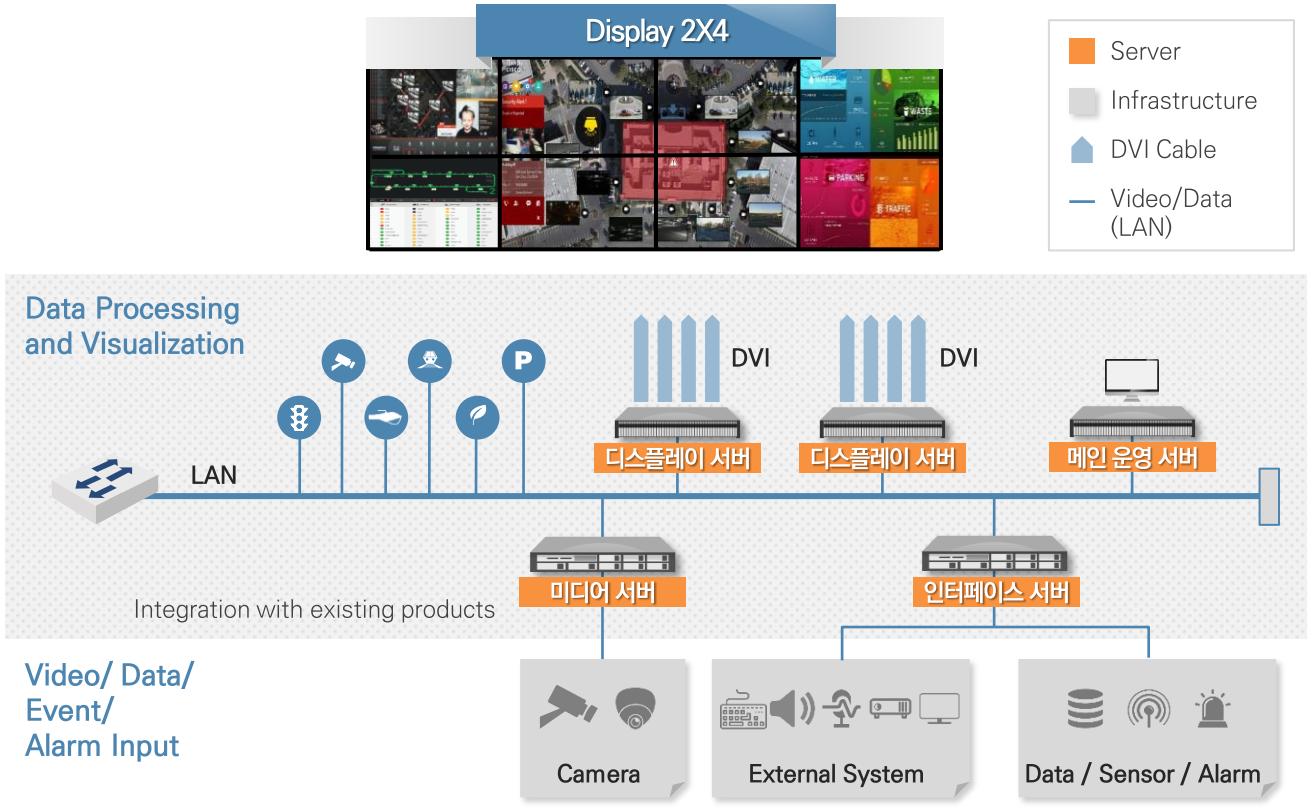 Display 2X4
Security Alert !
WATER
WASTE
PARKING
TRAFFIC
Server
Infrastructure
DVI Cable
Video/Data
(LAN)
Data Processing
and Visualization
P
DVI
DVI
디스플레이 서버
디스플레이 서버
메인 운영 서버
LAN
미디어 서버
인터페이스 서버
Integration with existing products
Video/ Data/
Event/
Alarm Input
Camera
External System
Data / Sensor / Alarm